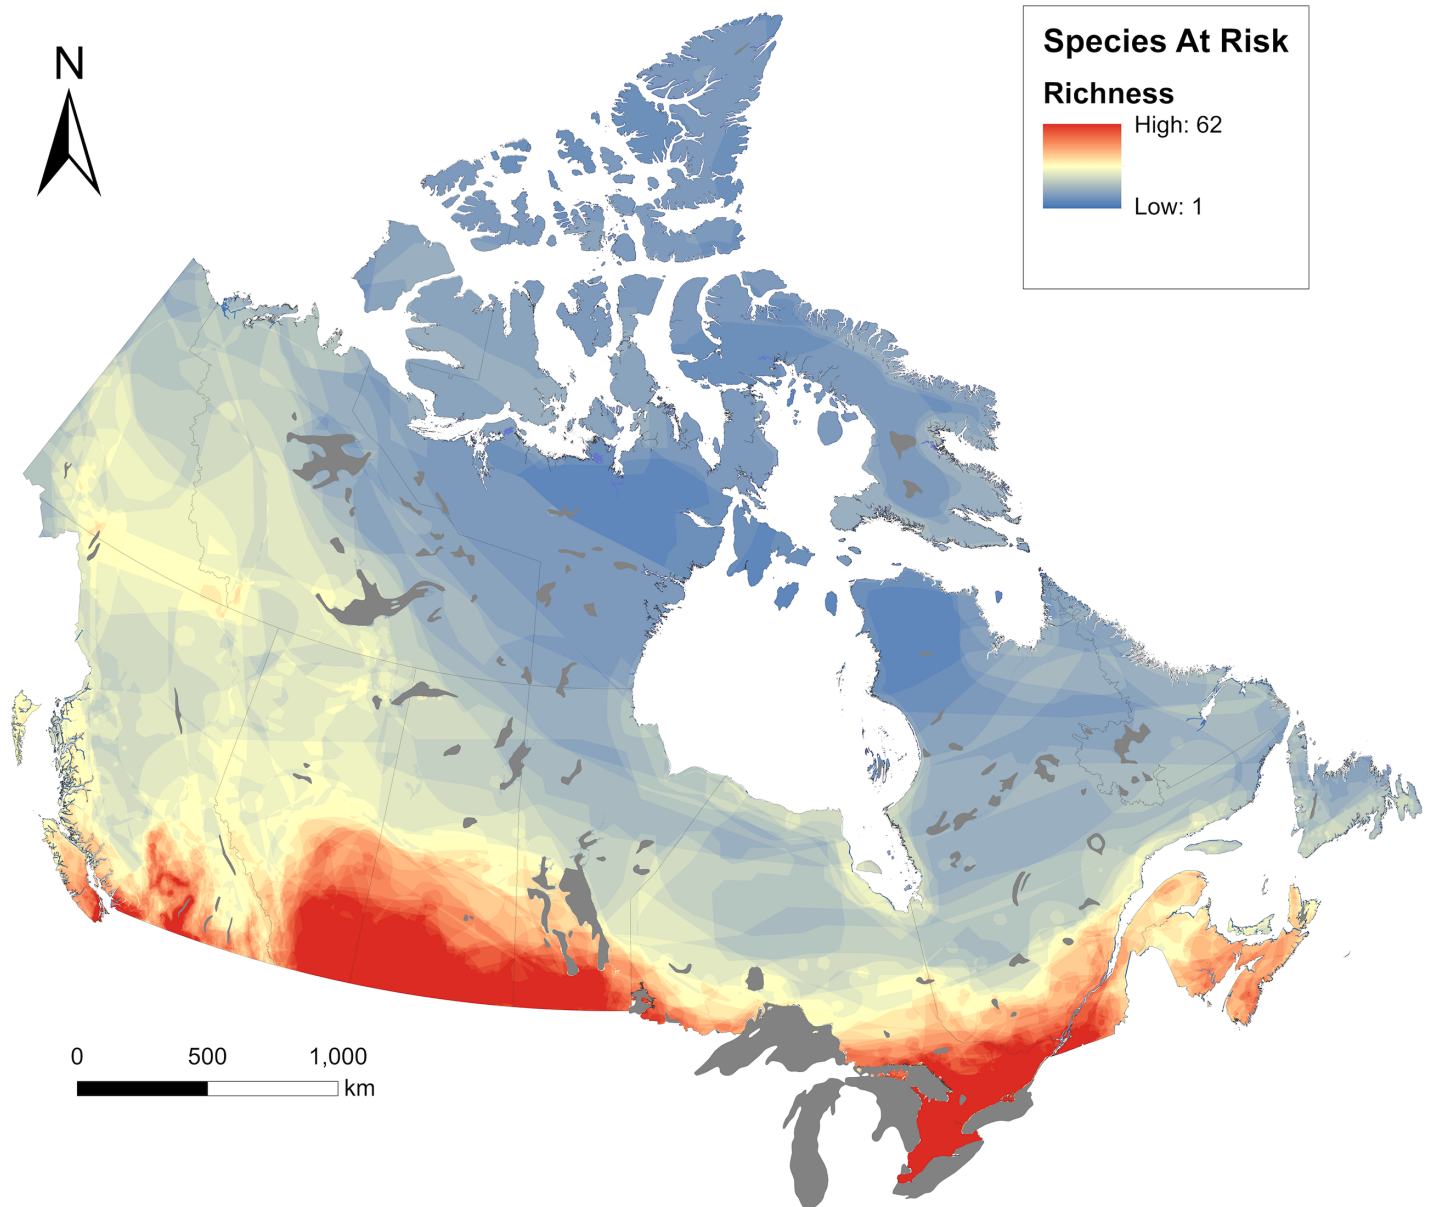 N
Species At Risk
Richness
High: 62
Low: 1
0 500 1,000
km